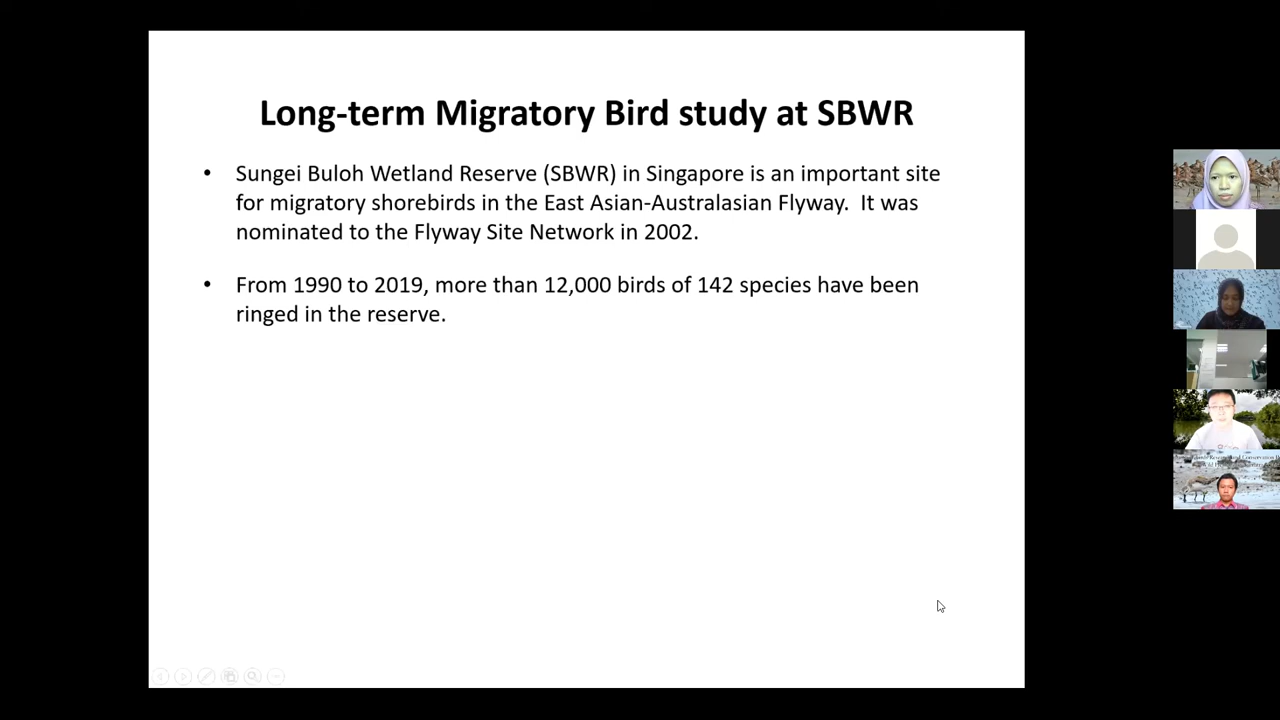 Long-term Migratory Bird study at SBWR
• Sungei Buloh Wetland Reserve (SBWR) in Singapore is an important site
for migratory shorebirds in the East Asian-Australasian Flyway.  It was
nominated to the Flyway Site Network in 2002.
• From 1990 to 2019, more than 12,000 birds of 142 species have been
ringed in the reserve.